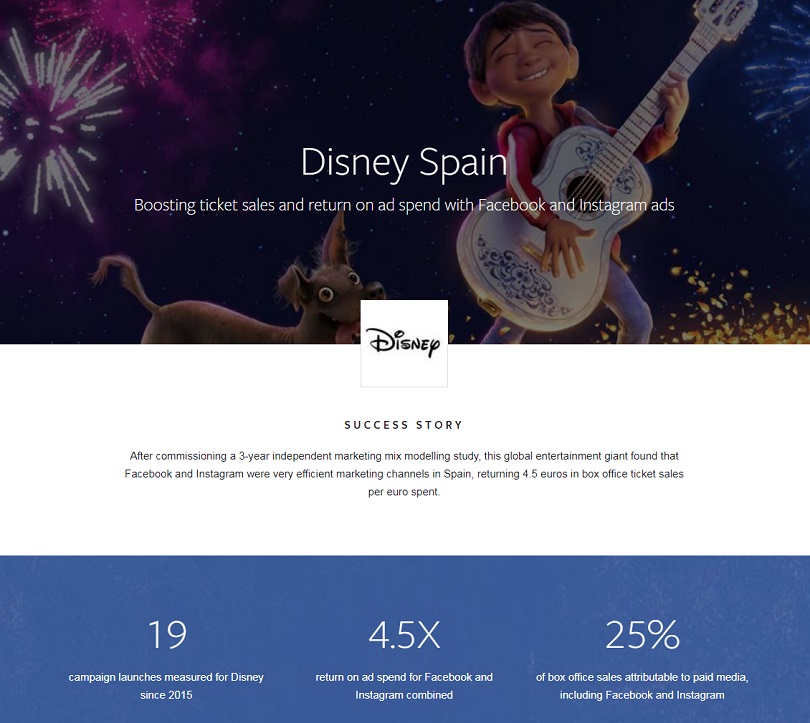 Disney Spain
Boosting ticket sales and return on ad spend with Facebook and Instagram ads
Disney
SUCCESS STORY
After commissioning a 3-year independent marketing mix modelling study, this global entertainment giant found that
Facebook and Instagram were very efficient marketing channels in Spain, returning 4.5 euros in box office ticket sales
per euro spent.
19
campaign launches measured for Disney
since 2015
4.5X
return on ad spend for Facebook and
Instagram combined
25%
of box office sales attributable to paid media,
including Facebook and Instagram